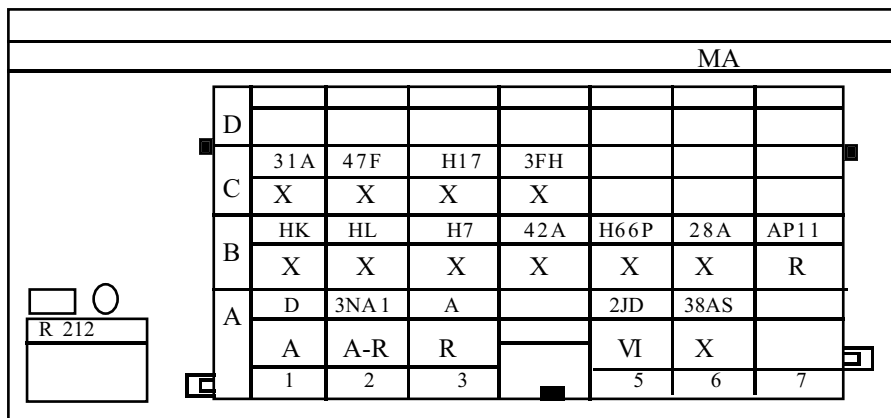 MA
D
31A 47F H17 3FH
C
X X X X
HK HL H7 42A H66P 28A AP11
B
X X X X X X R
D 3NA1 A 2JD 38AS
A
R 212
A A-R R VI X
1 2 3 5 6 7